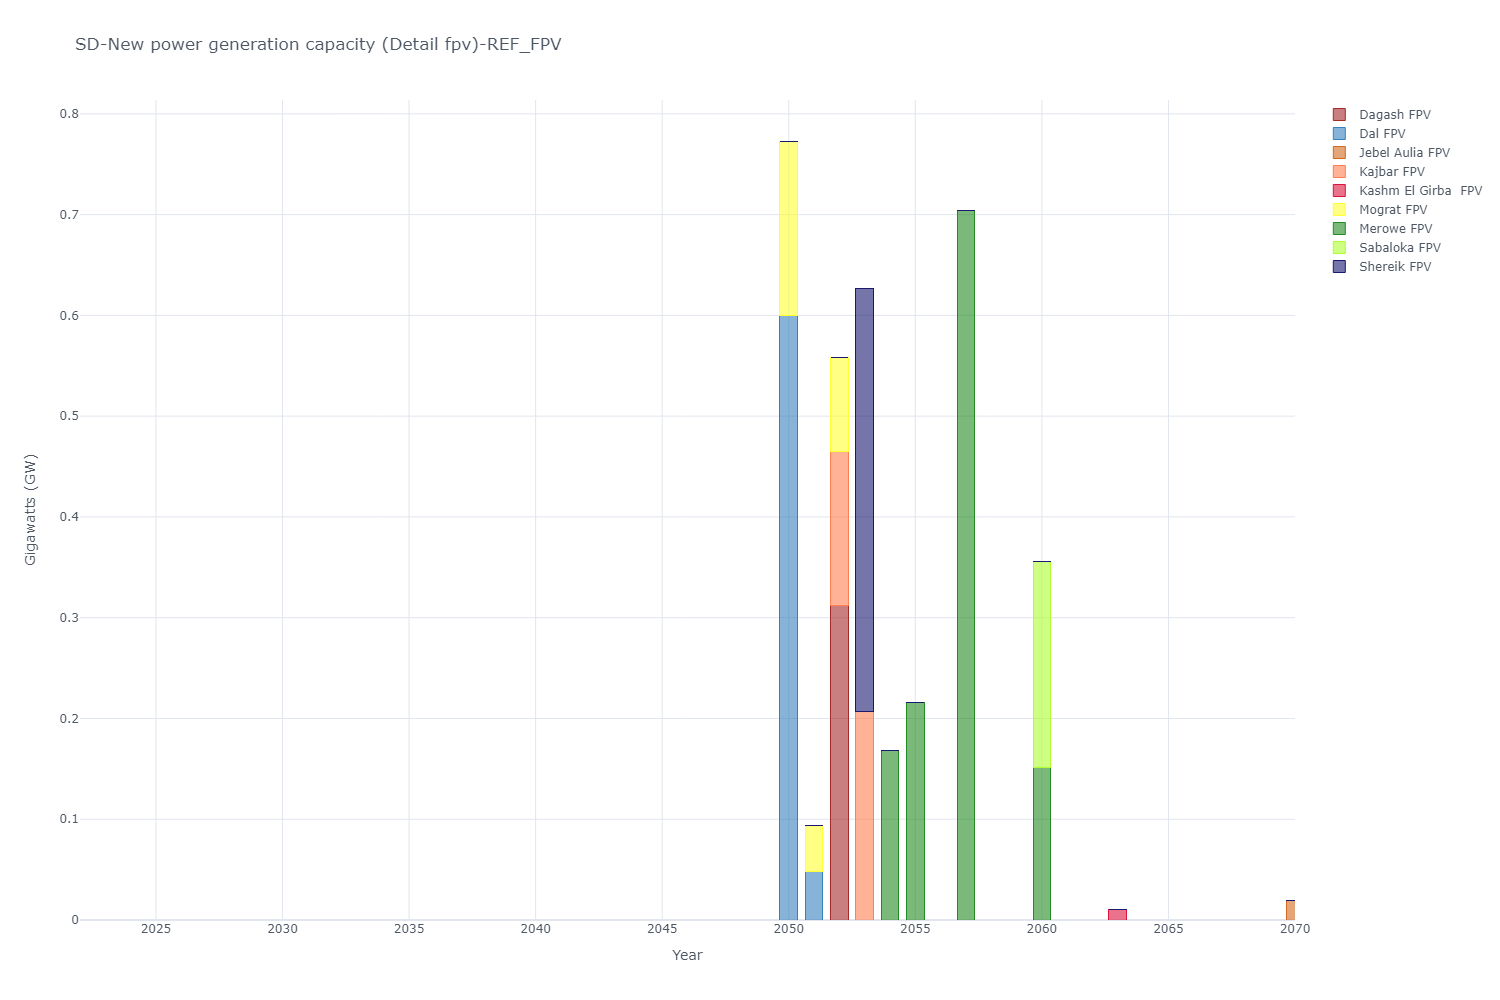 SD-New power generation capacity (Detail fpv)-REF_FPV
0.8
0.7
0.6
0.5
0.4
0.3
0.2
0.1
0
Gigawatts (GW)
2025
2030
2035
2040
2045
2050
2055
2060
2065
2070
Year
Dagash FPV
Dal FPV
Jebel Aulia FPV
Kajbar FPV
Kashm El Girba  FPV
Mograt FPV
Merowe FPV
Sabaloka FPV
Shereik FPV